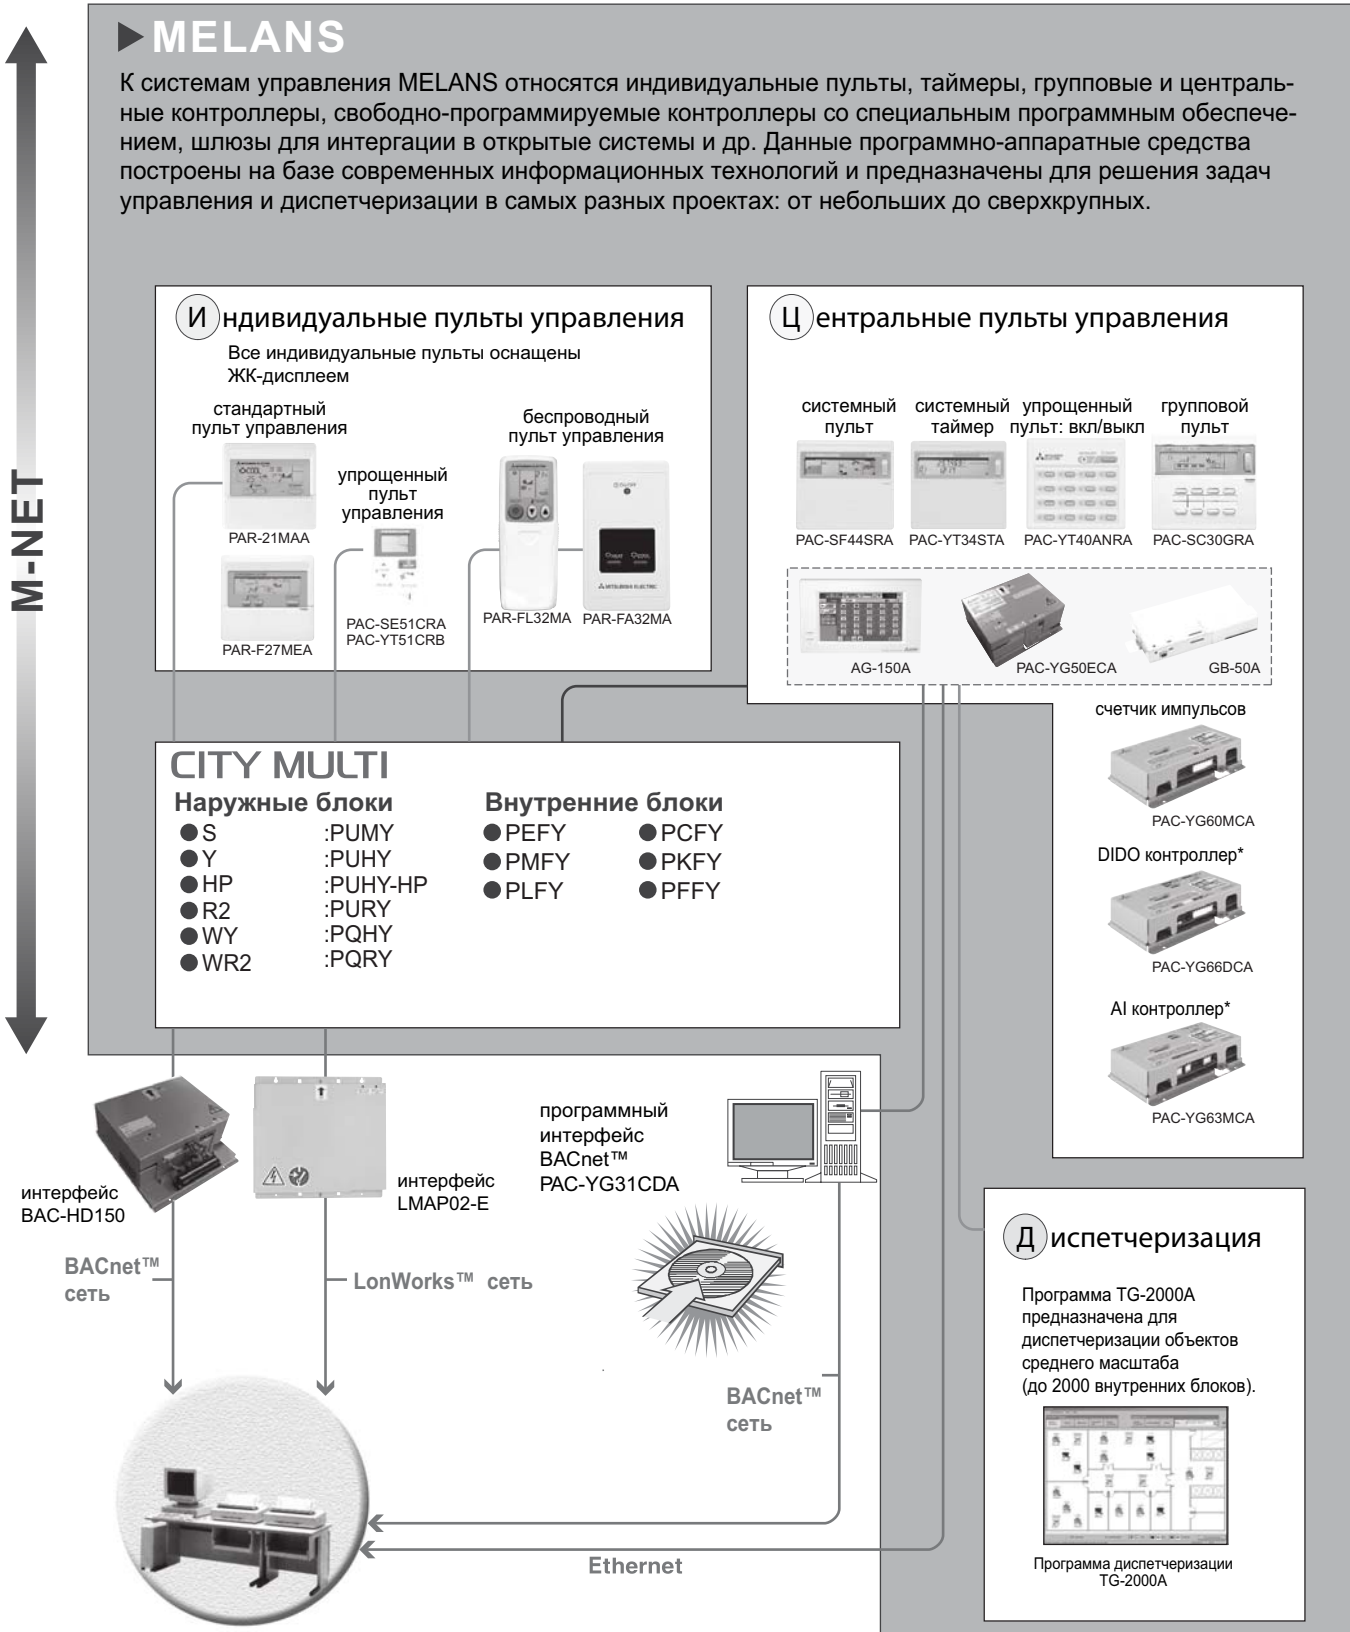 MELANS
К системам управления MELANS относятся индивидуальные пульты, таймеры, групповые и централь-
ные контроллеры, свободно-программируемые контроллеры со специальным программным обеспече-
нием, шлюзы для интергации в открытые системы и др. Данные программно-аппаратные средства
построены на базе современных информационных технологий и предназначены для решения задач
управления и диспетчеризации в самых разных проектах: от небольших до сверхкрупных.
M-NET
Индивидуальные пульты управления
Все индивидуальные пульты оснащены
ЖК-дисплеем
стандартный
пульт управления
PAR-21MAA
PAR-F27MEA
упрощенный
пульт
управления
PAC-SE51CRA
PAC-YT51CRB
беспроводный
пульт управления
PAR-FL32MA
MITSUBISHI ELECTRIC
PAR-FA32MA
Центральные пульты управления
системный
пульт
PAC-SF44SRA
системный
таймер
PAC-YT34STA
упрощенный
пульт: вкл/выкл
PAC-YT40ANRA
групповой
пульт
PAC-SC30GRA
AG-150A
PAC-YG50ECA
GB-50A
счетчик импульсов
PAC-YG60MCA
DIDO контроллер*
PAC-YG66DCA
AI контроллер*
PAC-YG63MCA
CITY MULTI
Наружные блоки
S :PUMY
Y :PUHY
HP :PUHY-HP
R2 :PURY
WY :PQHY
WR2 :PQRY
Внутренние блоки
PEFY PCFY
PMFY PKFY
PLFY PFFY
интерфейс
BAC-HD150
интерфейс
LMAP02-E
программный
интерфейс
BACnet™
PAC-YG31CDA
BACnet™
сеть
LonWorks™ сеть
BACnet™
сеть
Ethernet
Диспетчеризация
Программа TG-2000A
предназначена для
диспетчеризации объектов
среднего масштаба
(до 2000 внутренних блоков).
Программа диспетчеризации
TG-2000A